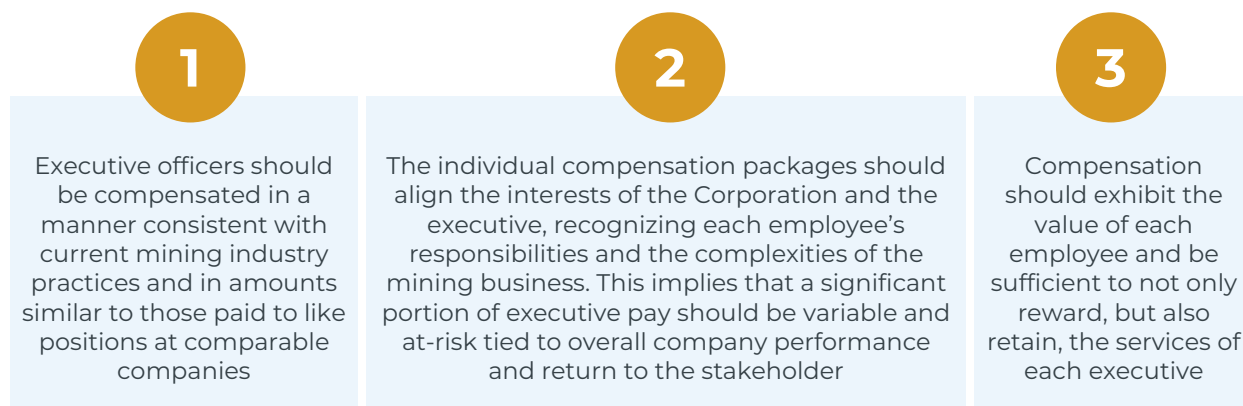 1
Executive officers should
be compensated in a
manner consistent with
current mining industry
practices and in amounts
similar to those paid to like
positions at comparable
companies
2
The individual compensation packages should
align the interests of the Corporation and the
executive, recognizing each employee’s
responsibilities and the complexities of the
mining business. This implies that a significant
portion of executive pay should be variable and
at-risk tied to overall company performance
and return to the stakeholder
3
Compensation
should exhibit the
value of each
employee and be
sufficient to not only
reward, but also
retain, the services of
each executive